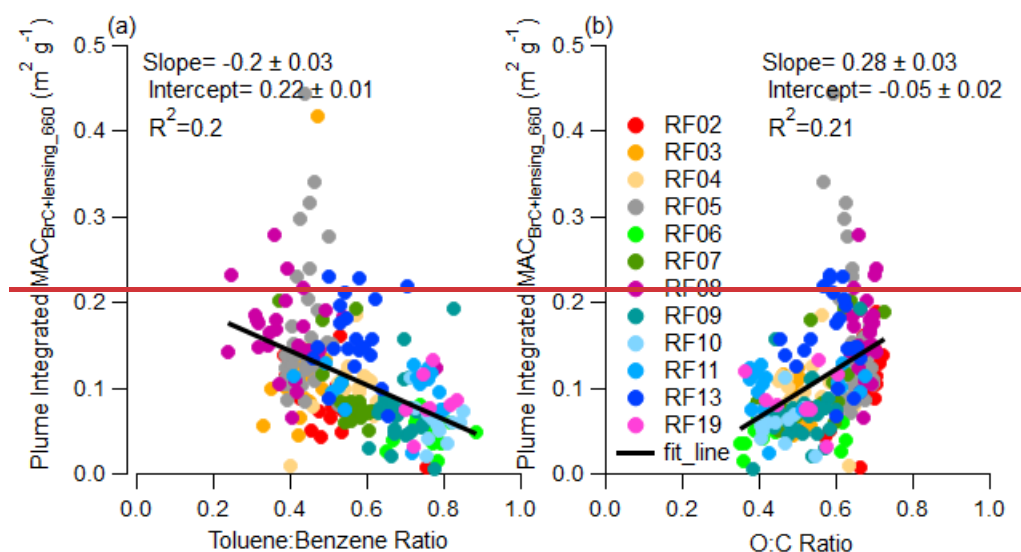 (a)
Plume Integrated MAC_BrC+lensing_660 (m² g⁻¹)
0.5
0.4
0.3
0.2
0.1
0.0
Slope= -0.2 ± 0.03
Intercept= 0.22 ± 0.01
R²=0.2
0.0 0.2 0.4 0.6 0.8 1.0
Toluene:Benzene Ratio
(b)
Plume Integrated MAC_BrC+lensing_660 (m² g⁻¹)
0.5
0.4
0.3
0.2
0.1
0.0
Slope= 0.28 ± 0.03
Intercept= -0.05 ± 0.02
R²=0.21
RF02
RF03
RF04
RF05
RF06
RF07
RF08
RF09
RF10
RF11
RF13
RF19
fit_line
0.0 0.2 0.4 0.6 0.8 1.0
O:C Ratio